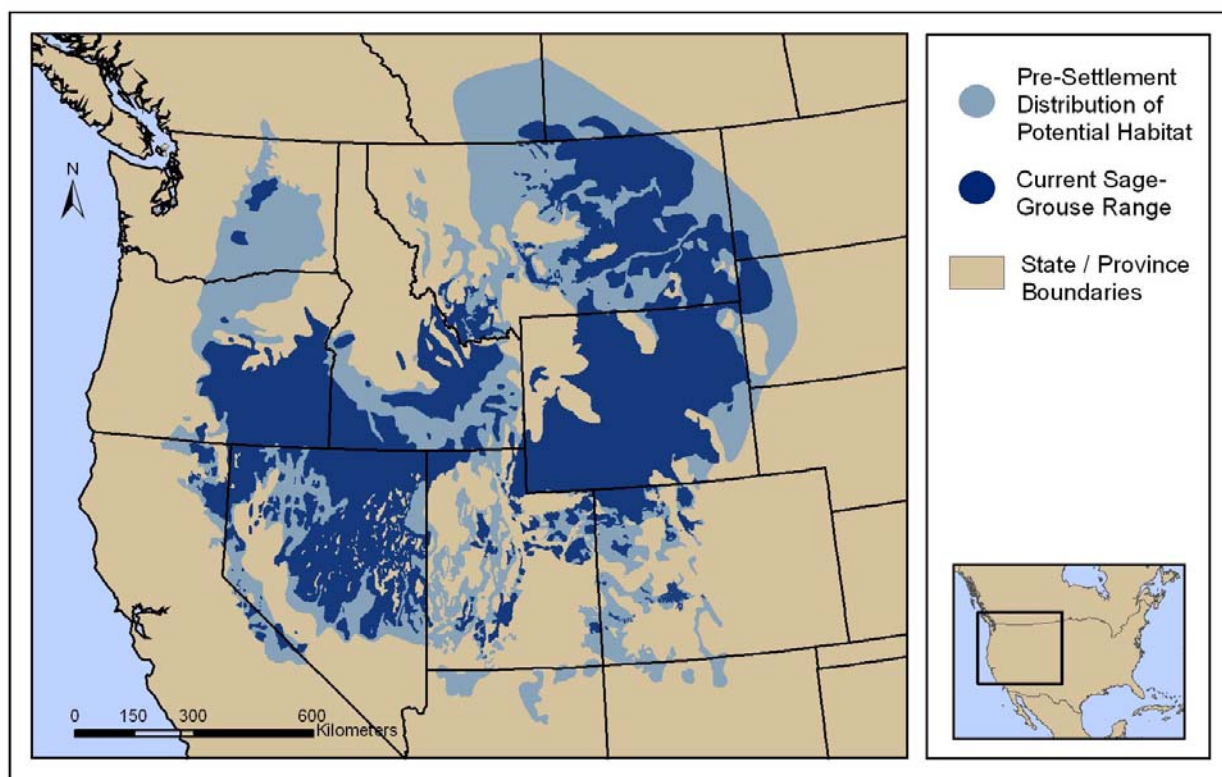 N
0 150 300 600
Kilometers
Pre-Settlement
Distribution of
Potential Habitat
Current Sage-
Grouse Range
State / Province
Boundaries